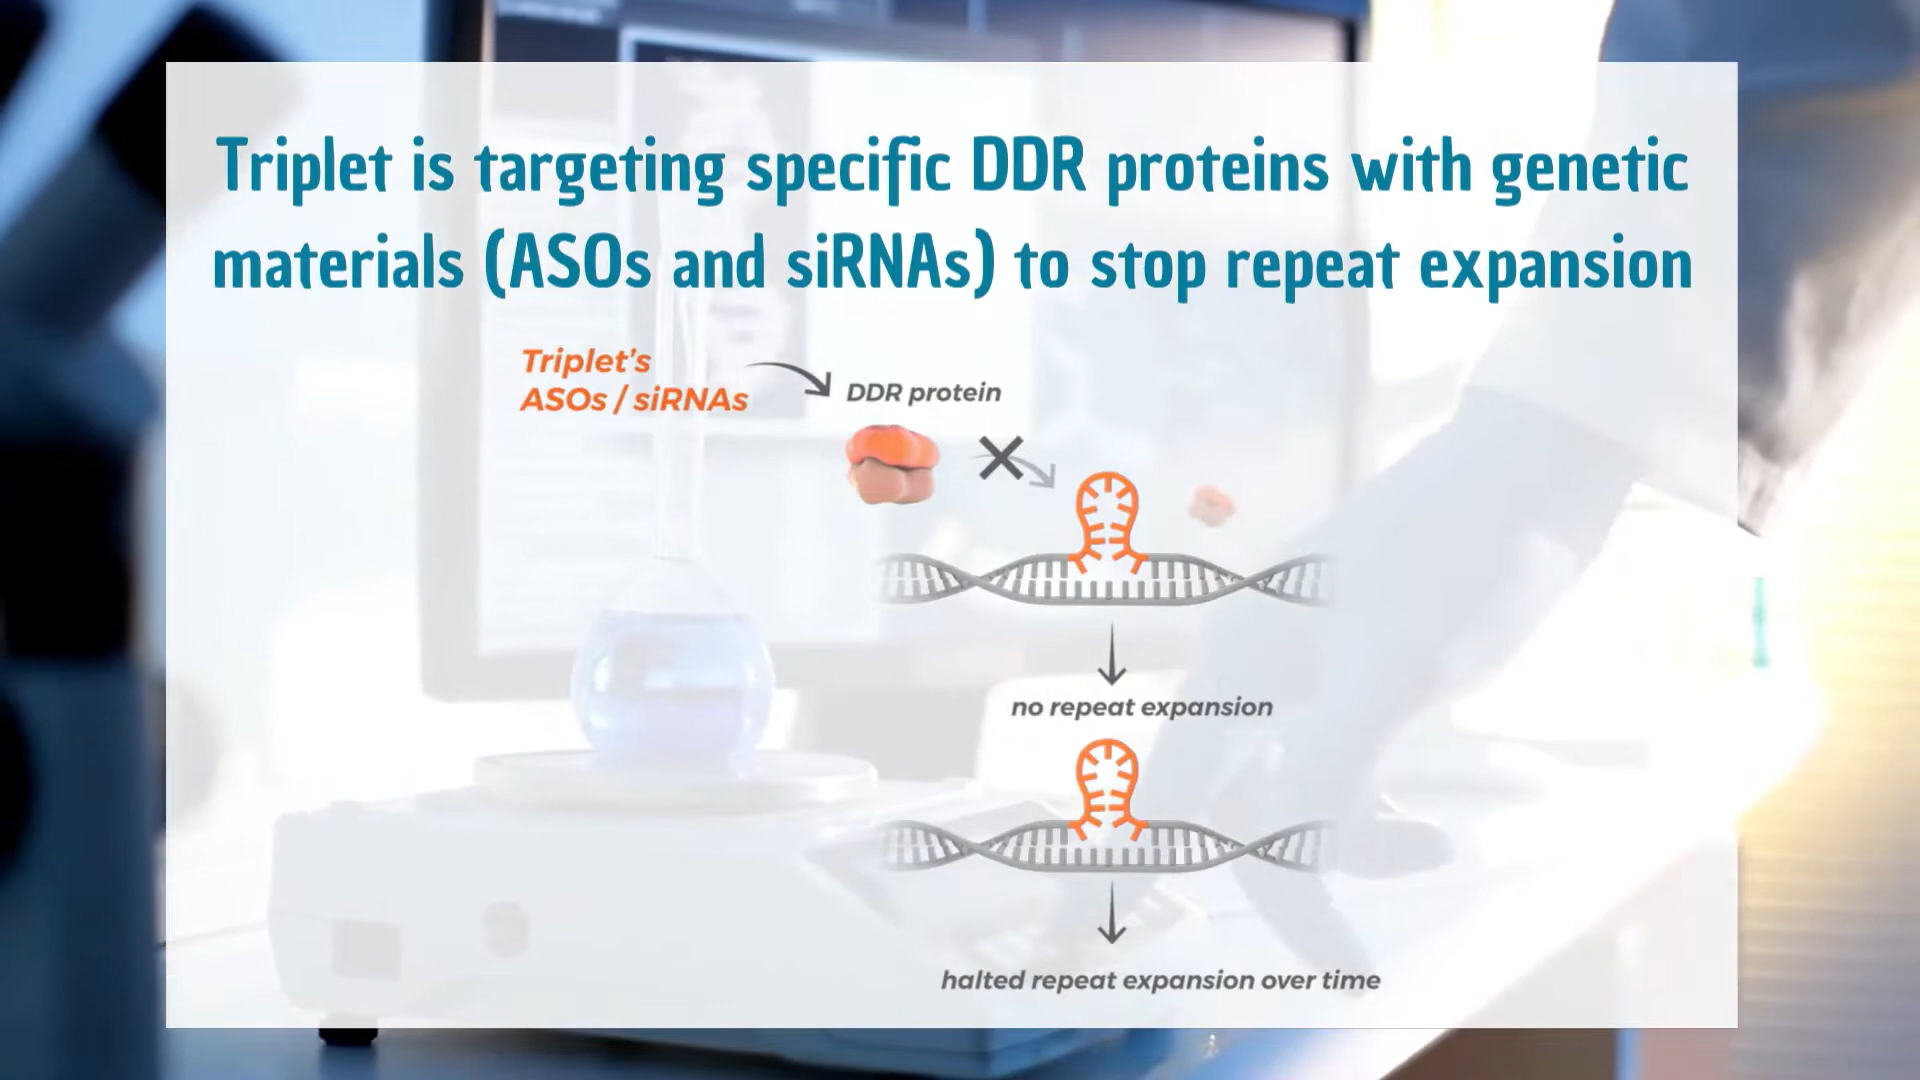 Triplet is targeting specific DDR proteins with genetic
materials (ASOs and siRNAs) to stop repeat expansion
Triplet's
ASOs / siRNAs
DDR protein
no repeat expansion
halted repeat expansion over time